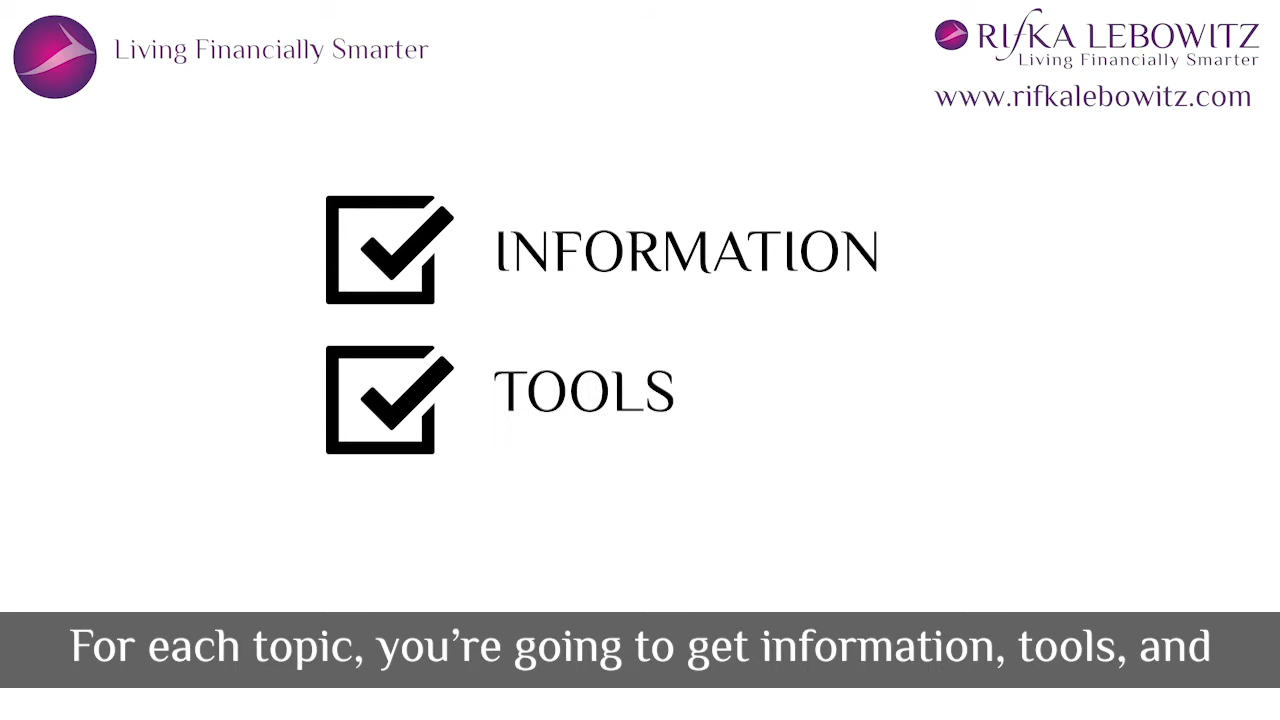 Living Financially Smarter
RIFKA LEBOWITZ
Living Financially Smarter
www.rifkalebowitz.com
INFORMATION
TOOLS
For each topic, you’re going to get information, tools, and